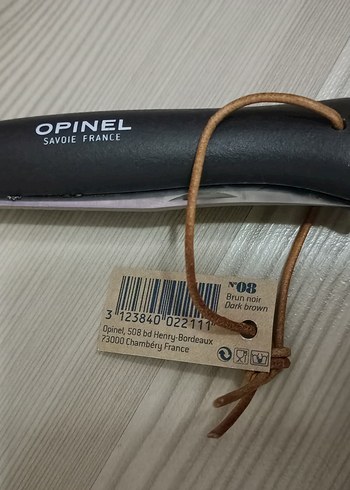 OPINEL
SAVOIE FRANCE
N°08
Brun noir
Dark brown
3 123840 022111
Opinel, 508 bd Henry-Bordeaux
73000 Chambéry France